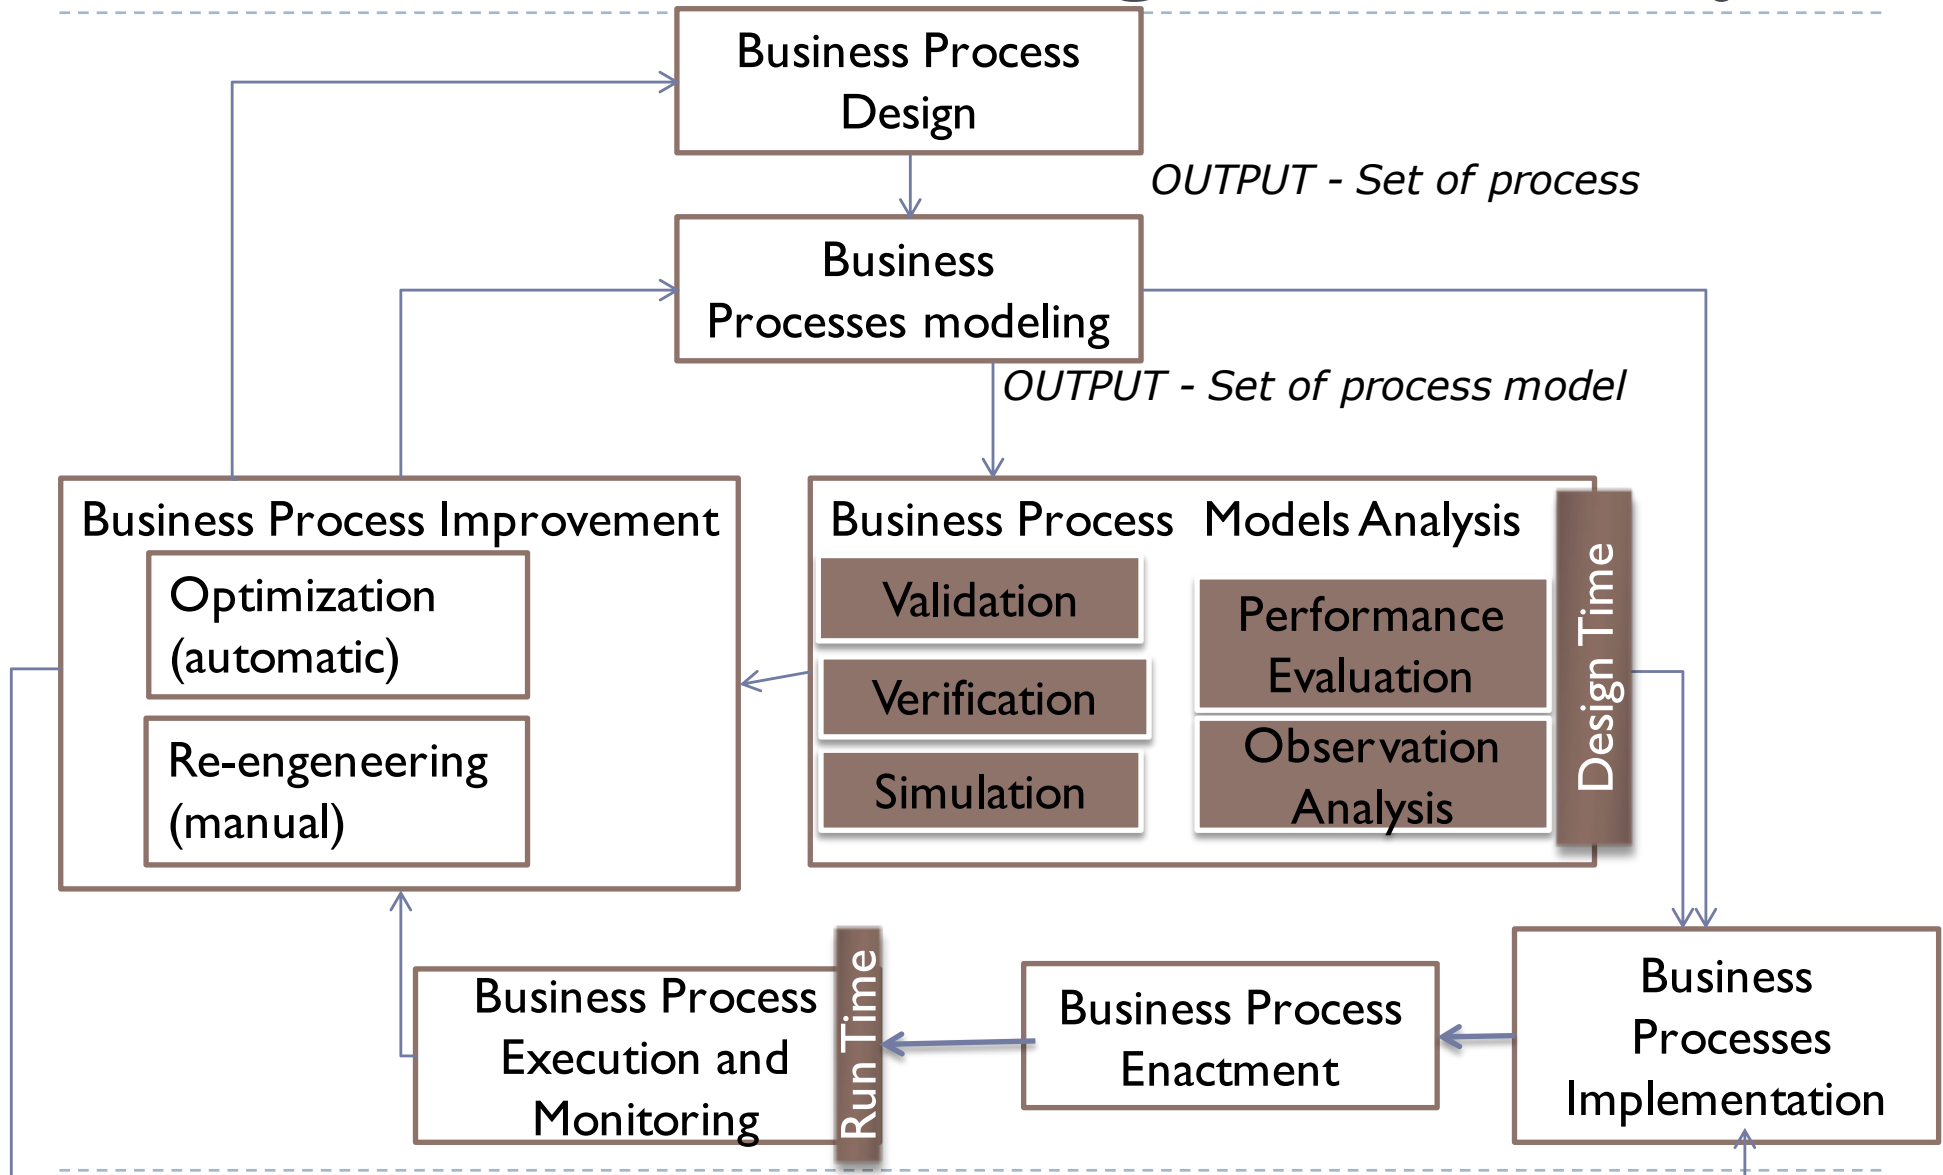 Business Process
Design
OUTPUT - Set of process
Business
Processes modeling
OUTPUT - Set of process model
Business Process Improvement
Optimization
(automatic)
Re-engeneering
(manual)
Business Process Models Analysis
Validation
Verification
Simulation
Performance
Evaluation
Observation
Analysis
Design Time
Business
Processes
Implementation
Business Process
Enactment
Run Time
Business Process
Execution and
Monitoring